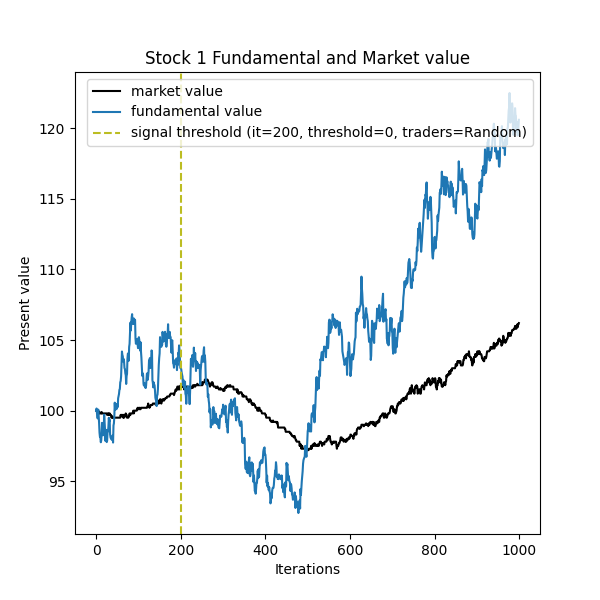 Stock 1 Fundamental and Market value
market value
fundamental value
signal threshold (it=200, threshold=0, traders=Random)
Present value
120
115
110
105
100
95
0 200 400 600 800 1000
Iterations